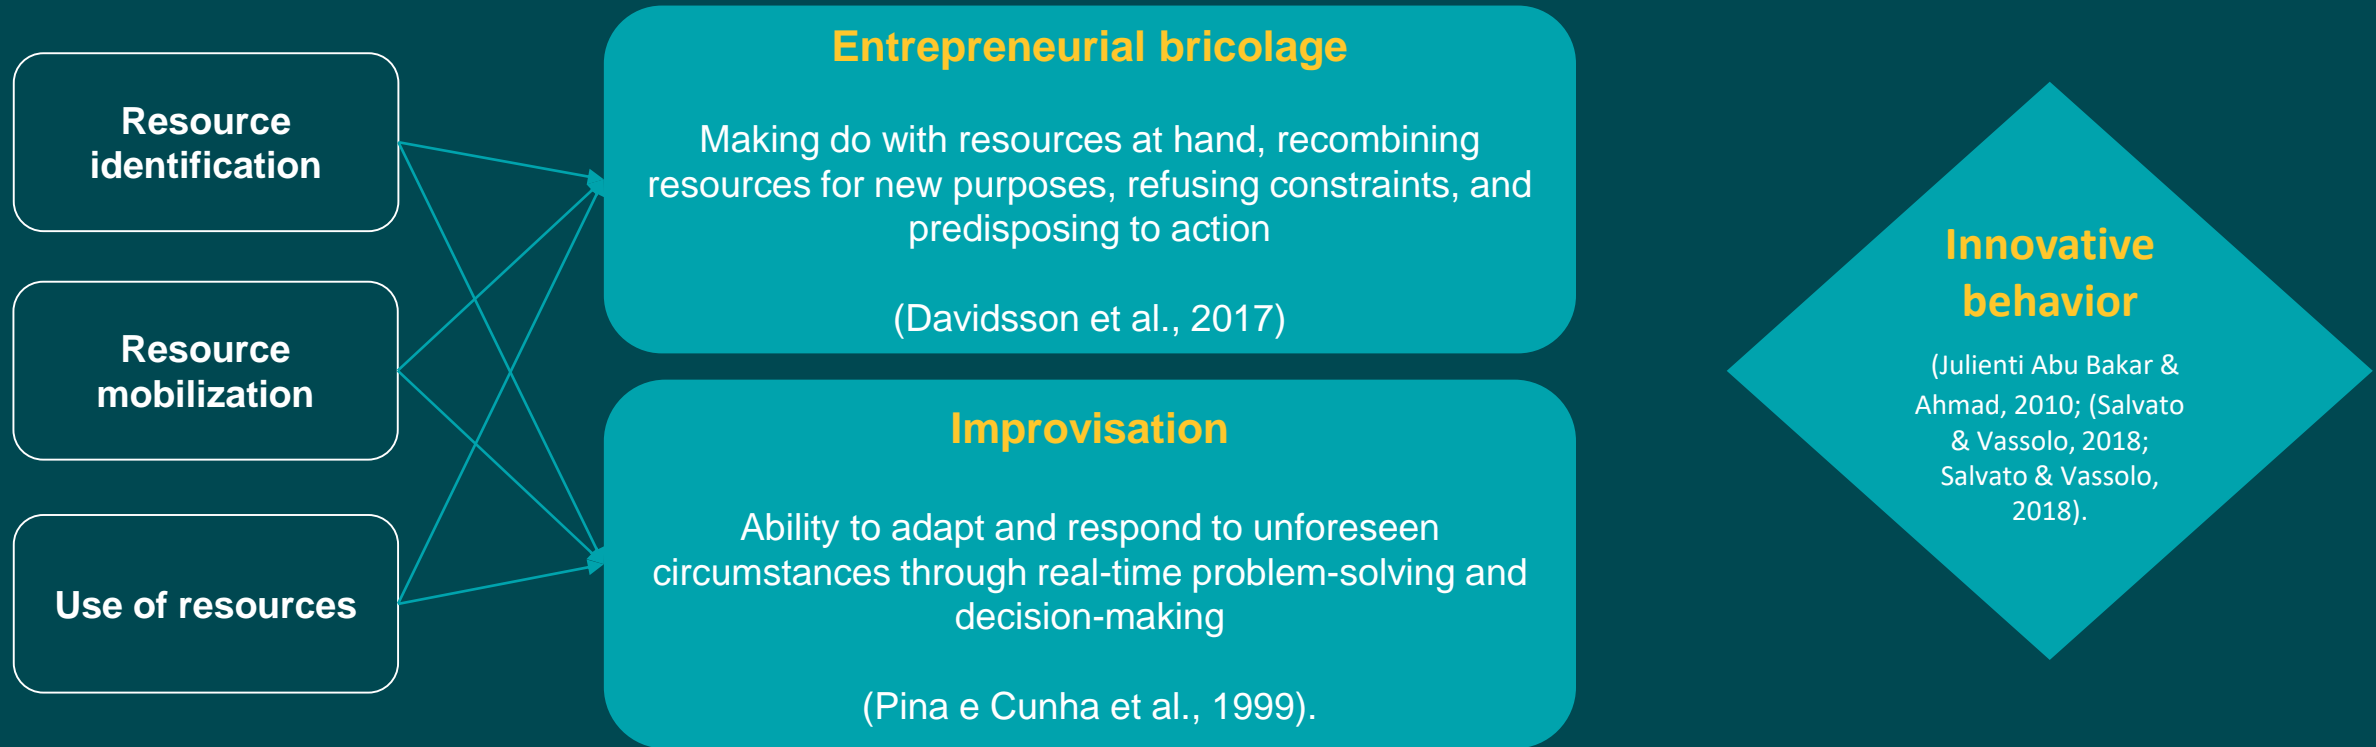 Resource
identification
Resource
mobilization
Use of resources
Entrepreneurial bricolage
Making do with resources at hand, recombining
resources for new purposes, refusing constraints, and
predisposing to action
(Davidsson et al., 2017)
Improvisation
Ability to adapt and respond to unforeseen
circumstances through real-time problem-solving and
decision-making
(Pina e Cunha et al., 1999).
Innovative
behavior
(Julienti Abu Bakar &
Ahmad, 2010; (Salvato
& Vassolo, 2018;
Salvato & Vassolo,
2018).